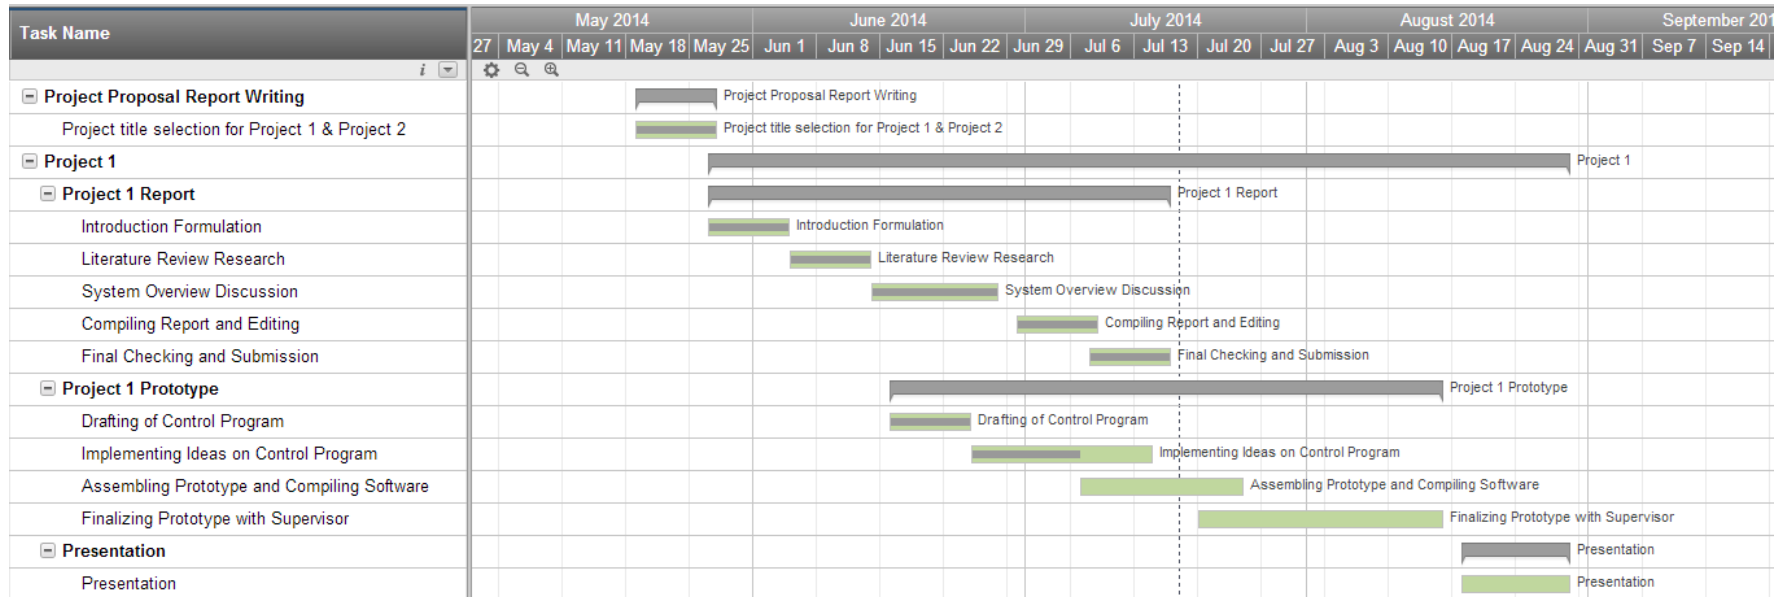 Task Name
May 2014 June 2014 July 2014 August 2014 September 201
27 May 4 May 11 May 18 May 25 Jun 1 Jun 8 Jun 15 Jun 22 Jun 29 Jul 6 Jul 13 Jul 20 Jul 27 Aug 3 Aug 10 Aug 17 Aug 24 Aug 31 Sep 7 Sep 14
i
Project Proposal Report Writing Project Proposal Report Writing
Project title selection for Project 1 & Project 2 Project title selection for Project 1 & Project 2
Project 1 Project 1
Project 1 Report Project 1 Report
Introduction Formulation Introduction Formulation
Literature Review Research Literature Review Research
System Overview Discussion System Overview Discussion
Compiling Report and Editing Compiling Report and Editing
Final Checking and Submission Final Checking and Submission
Project 1 Prototype Project 1 Prototype
Drafting of Control Program Drafting of Control Program
Implementing Ideas on Control Program Implementing Ideas on Control Program
Assembling Prototype and Compiling Software Assembling Prototype and Compiling Software
Finalizing Prototype with Supervisor Finalizing Prototype with Supervisor
Presentation Presentation
Presentation Presentation